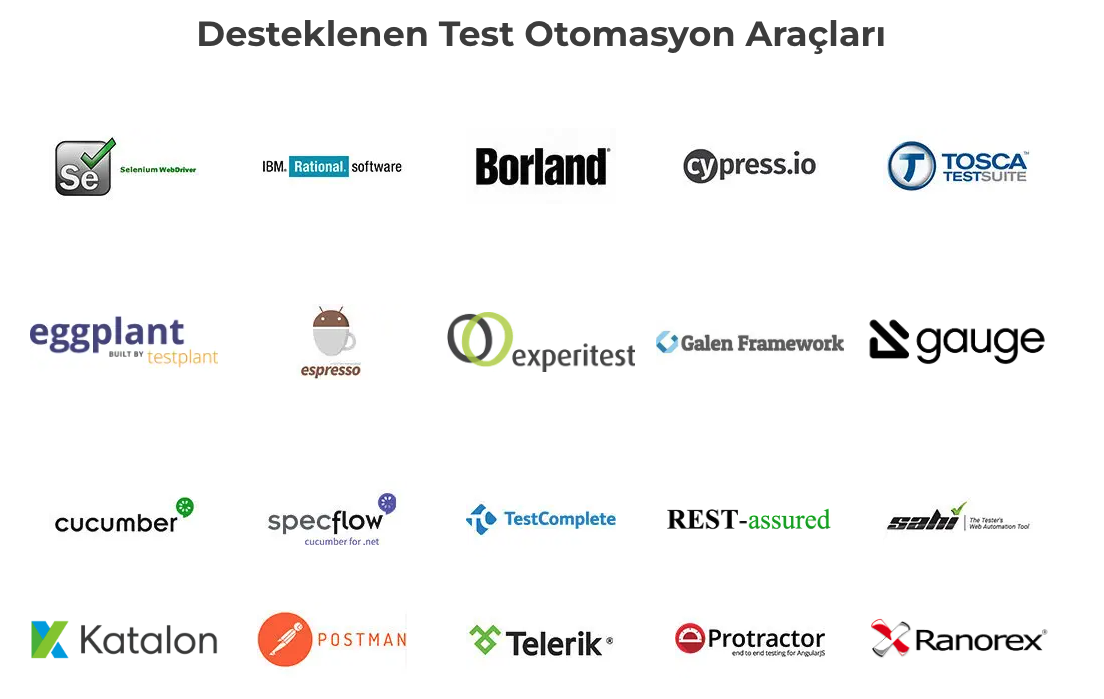 Desteklenen Test Otomasyon Araçları
Se Selenium WebDriver
IBM. Rational. software
Borland®
cypress.io
TOSCA™
TESTSUITE
eggplant
BUILT BY testplant
espresso
experitest
Galen Framework
gauge
cucumber
specflow
cucumber for .net
TestComplete
REST-assured
sahi The Tester's
Web Automation Tool
Katalon
POSTMAN
Telerik®
Protractor
end to end testing for AngularJS
Ranorex®